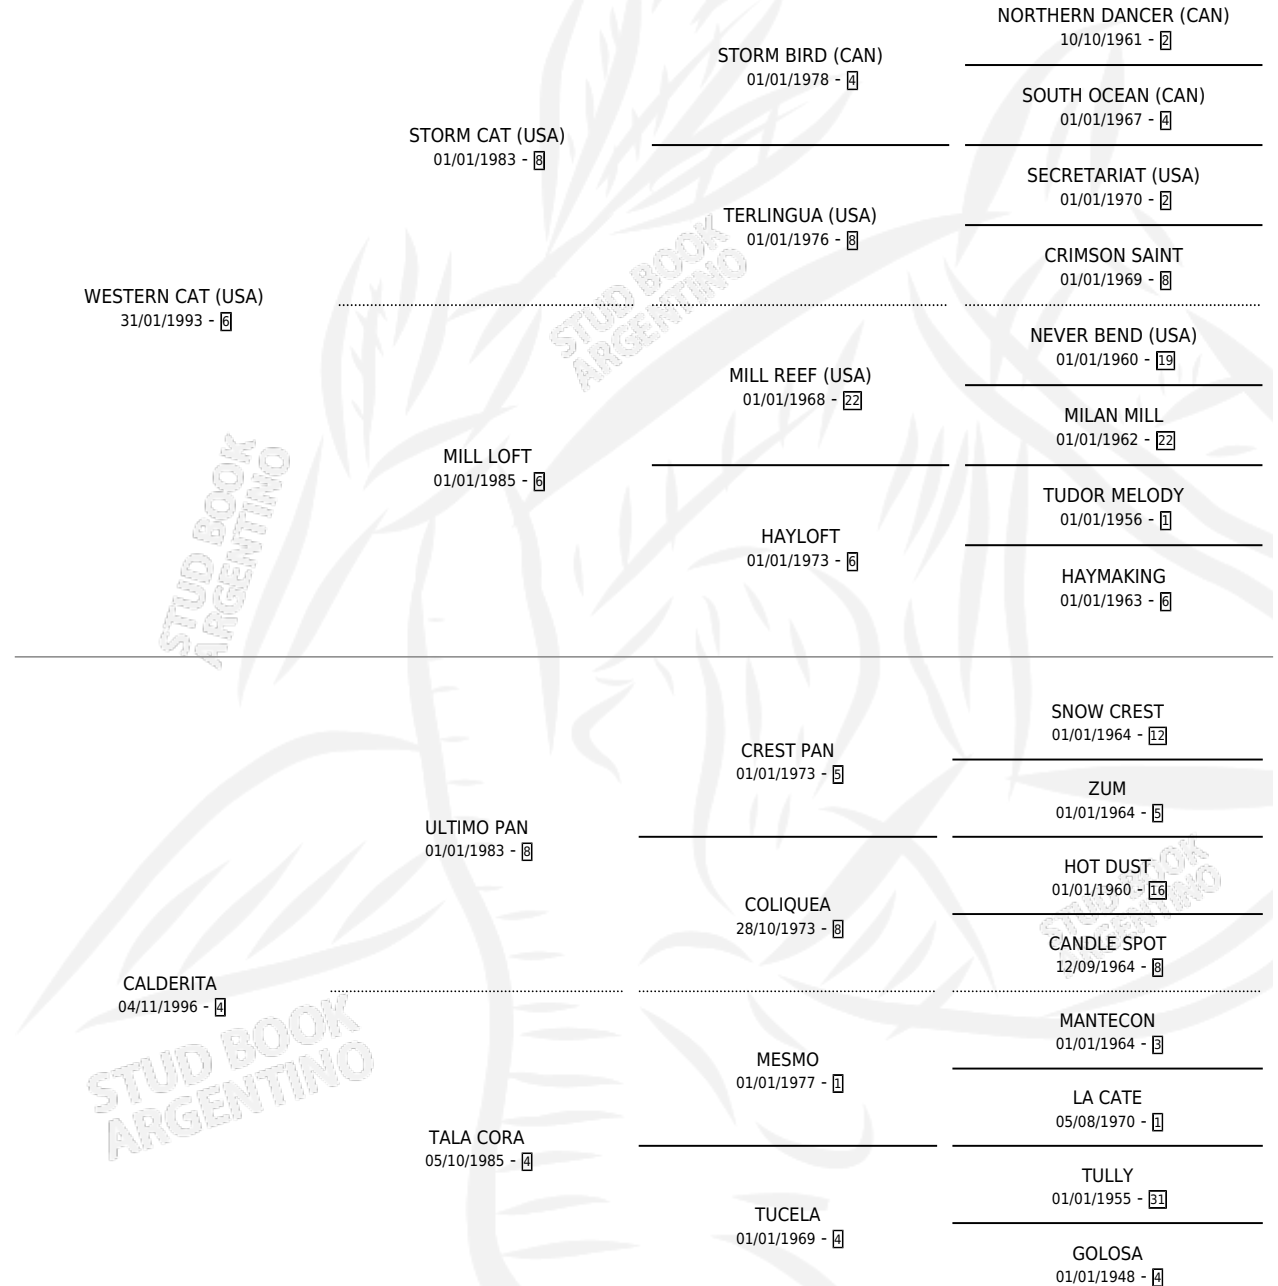 NORTHERN DANCER (CAN)
10/10/1961 - 2
STORM BIRD (CAN)
01/01/1978 - 4
SOUTH OCEAN (CAN)
01/01/1967 - 4
STORM CAT (USA)
01/01/1983 - 8
SECRETARIAT (USA)
01/01/1970 - 2
TERLINGUA (USA)
01/01/1976 - 8
CRIMSON SAINT
01/01/1969 - 8
WESTERN CAT (USA)
31/01/1993 - 6
NEVER BEND (USA)
01/01/1960 - 19
MILL REEF (USA)
01/01/1968 - 22
MILAN MILL
01/01/1962 - 22
MILL LOFT
01/01/1985 - 6
TUDOR MELODY
01/01/1956 - 1
HAYLOFT
01/01/1973 - 6
HAYMAKING
01/01/1963 - 6
SNOW CREST
01/01/1964 - 12
CREST PAN
01/01/1973 - 5
ZUM
01/01/1964 - 5
ULTIMO PAN
01/01/1983 - 8
HOT DUST
01/01/1960 - 16
COLIQUEA
28/10/1973 - 8
CANDLE SPOT
12/09/1964 - 8
CALDERITA
04/11/1996 - 4
MANTECON
01/01/1964 - 3
MESMO
01/01/1977 - 1
LA CATE
05/08/1970 - 1
TALA CORA
05/10/1985 - 4
TULLY
01/01/1955 - 31
TUCELA
01/01/1969 - 4
GOLOSA
01/01/1948 - 4
STUD BOOK
ARGENTINO
STUD BOOK
ARGENTINO
STUD BOOK
ARGENTINO
STUD BOOK
ARGENTINO